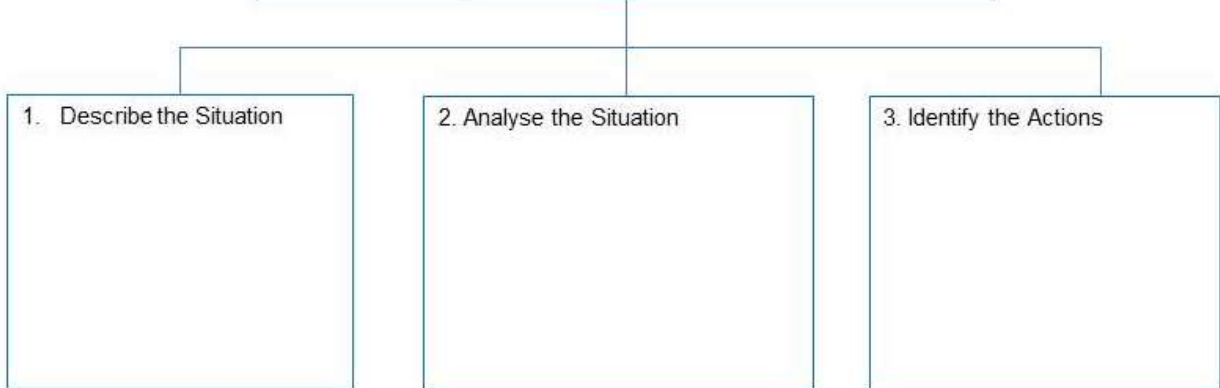 1. Describe the Situation
2. Analyse the Situation
3. Identify the Actions